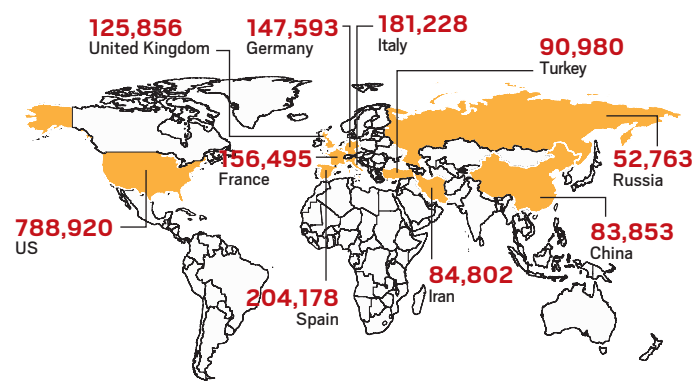 125,856
United Kingdom
147,593
Germany
181,228
Italy
90,980
Turkey
156,495
France
52,763
Russia
788,920
US
83,853
China
84,802
Iran
204,178
Spain